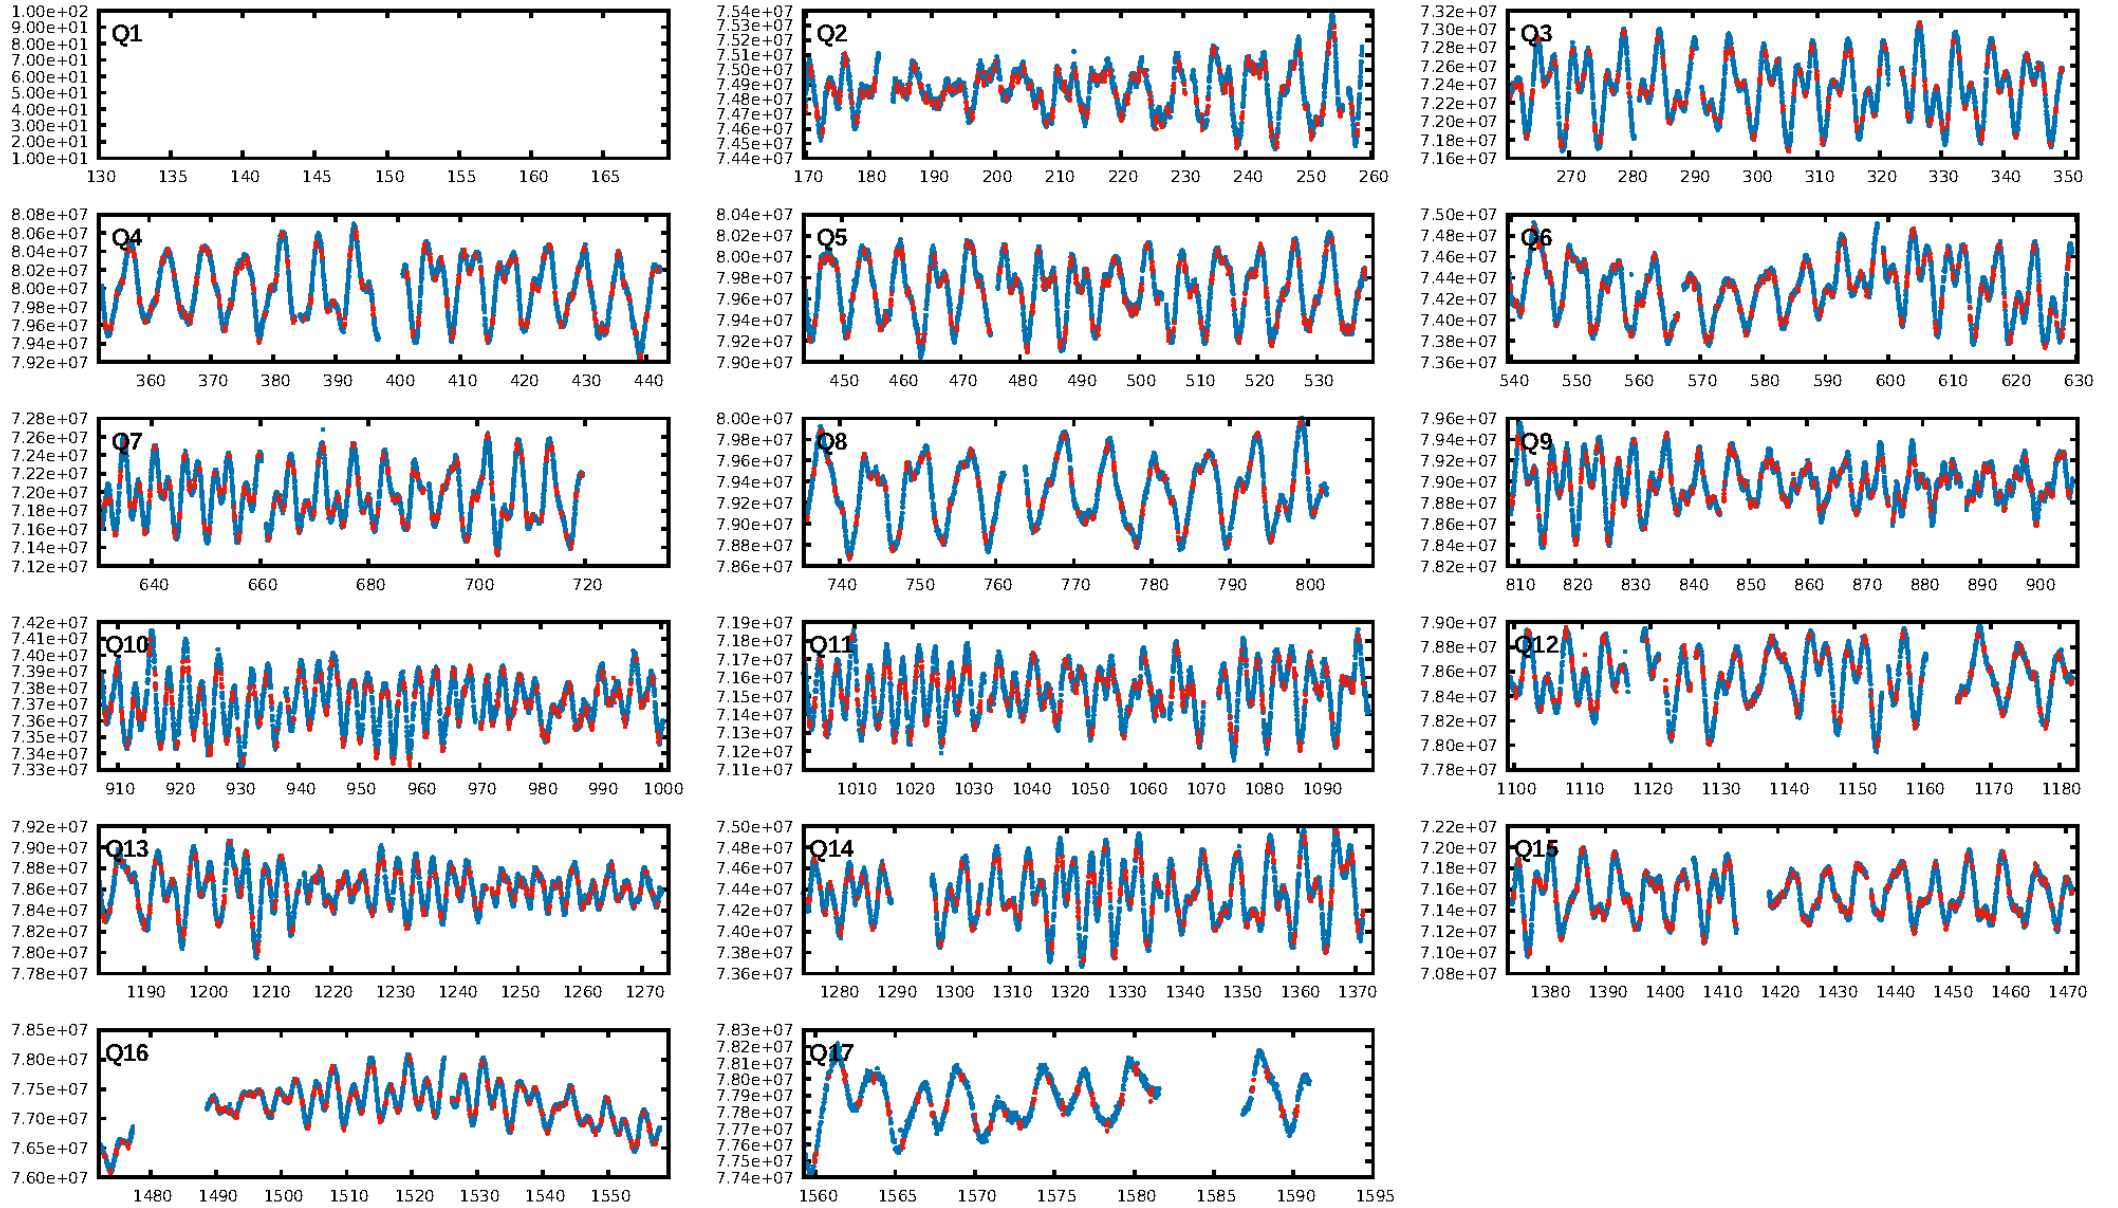 1.00e+02
9.00e+01
8.00e+01
7.00e+01
6.00e+01
5.00e+01
4.00e+01
3.00e+01
2.00e+01
1.00e+01
Q1
130 135 140 145 150 155 160 165
7.54e+07
7.53e+07
7.52e+07
7.51e+07
7.50e+07
7.49e+07
7.48e+07
7.47e+07
7.46e+07
7.45e+07
7.44e+07
Q2
170 180 190 200 210 220 230 240 250 260
7.32e+07
7.30e+07
7.28e+07
7.26e+07
7.24e+07
7.22e+07
7.20e+07
7.18e+07
7.16e+07
Q3
270 280 290 300 310 320 330 340 350
8.08e+07
8.06e+07
8.04e+07
8.02e+07
8.00e+07
7.98e+07
7.96e+07
7.94e+07
7.92e+07
Q4
360 370 380 390 400 410 420 430 440
8.04e+07
8.02e+07
8.00e+07
7.98e+07
7.96e+07
7.94e+07
7.92e+07
7.90e+07
Q5
450 460 470 480 490 500 510 520 530
7.50e+07
7.48e+07
7.46e+07
7.44e+07
7.42e+07
7.40e+07
7.38e+07
7.36e+07
Q6
540 550 560 570 580 590 600 610 620 630
7.28e+07
7.26e+07
7.24e+07
7.22e+07
7.20e+07
7.18e+07
7.16e+07
7.14e+07
7.12e+07
Q7
640 660 680 700 720
8.00e+07
7.98e+07
7.96e+07
7.94e+07
7.92e+07
7.90e+07
7.88e+07
7.86e+07
Q8
740 750 760 770 780 790 800
7.96e+07
7.94e+07
7.92e+07
7.90e+07
7.88e+07
7.86e+07
7.84e+07
7.82e+07
Q9
810 820 830 840 850 860 870 880 890 900
7.42e+07
7.41e+07
7.40e+07
7.39e+07
7.38e+07
7.37e+07
7.36e+07
7.35e+07
7.34e+07
7.33e+07
Q10
910 920 930 940 950 960 970 980 990 1000
7.19e+07
7.18e+07
7.17e+07
7.16e+07
7.15e+07
7.14e+07
7.13e+07
7.12e+07
7.11e+07
Q11
1010 1020 1030 1040 1050 1060 1070 1080 1090
7.90e+07
7.88e+07
7.86e+07
7.84e+07
7.82e+07
7.80e+07
7.78e+07
Q12
1100 1110 1120 1130 1140 1150 1160 1170 1180
7.92e+07
7.90e+07
7.88e+07
7.86e+07
7.84e+07
7.82e+07
7.80e+07
7.78e+07
Q13
1190 1200 1210 1220 1230 1240 1250 1260 1270
7.50e+07
7.48e+07
7.46e+07
7.44e+07
7.42e+07
7.40e+07
7.38e+07
7.36e+07
Q14
1280 1290 1300 1310 1320 1330 1340 1350 1360 1370
7.22e+07
7.20e+07
7.18e+07
7.16e+07
7.14e+07
7.12e+07
7.10e+07
7.08e+07
Q15
1380 1390 1400 1410 1420 1430 1440 1450 1460 1470
7.85e+07
7.80e+07
7.75e+07
7.70e+07
7.65e+07
7.60e+07
Q16
1480 1490 1500 1510 1520 1530 1540 1550
7.83e+07
7.82e+07
7.81e+07
7.80e+07
7.79e+07
7.78e+07
7.77e+07
7.76e+07
7.75e+07
7.74e+07
Q17
1560 1565 1570 1575 1580 1585 1590 1595